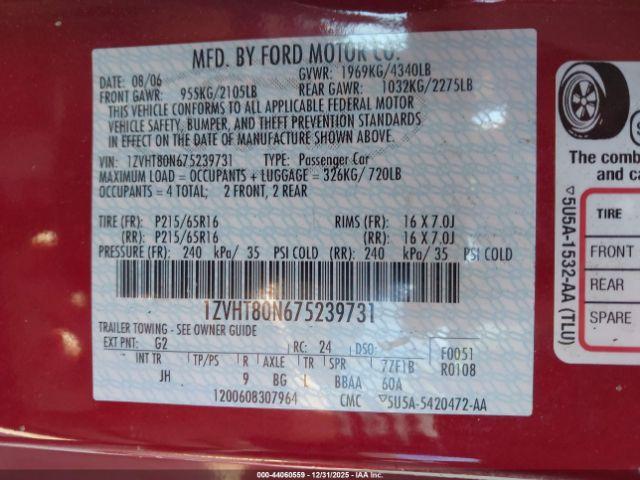 MFD. BY FORD MOTOR CO.
DATE: 08/06 GVWR: 1969KG/4340LB
FRONT GAWR: 955KG/2105LB REAR GAWR: 1032KG/2275LB
THIS VEHICLE CONFORMS TO ALL APPLICABLE FEDERAL MOTOR
VEHICLE SAFETY, BUMPER, AND THEFT PREVENTION STANDARDS
IN EFFECT ON THE DATE OF MANUFACTURE SHOWN ABOVE.
VIN: 1ZVHT80N675239731 TYPE: Passenger Car
MAXIMUM LOAD = OCCUPANTS + LUGGAGE = 326KG/ 720LB
OCCUPANTS = 4 TOTAL; 2 FRONT, 2 REAR
TIRE (FR): P215/65R16 RIMS (FR): 16 X 7.0J
(RR): P215/65R16 (RR): 16 X 7.0J
PRESSURE (FR): 240 kPa/ 35 PSI COLD (RR): 240 kPa/ 35 PSI COLD
1ZVHT80N675239731
TRAILER TOWING - SEE OWNER GUIDE
EXT PNT: G2 RC: 24 DSO: F0051
INT TR TP/PS R AXLE TR SPR 7ZF1B R0108
JH 9 BG L BBAA 60A
1200608307964 CMC ▽5U5A-5420472-AA
▽5U5A-1532-AA (TLU)
The comb
and ca
TIRE
FRONT
REAR
SPARE
© IAA - 44060559 - 12/31/2025 - IAAI.COM